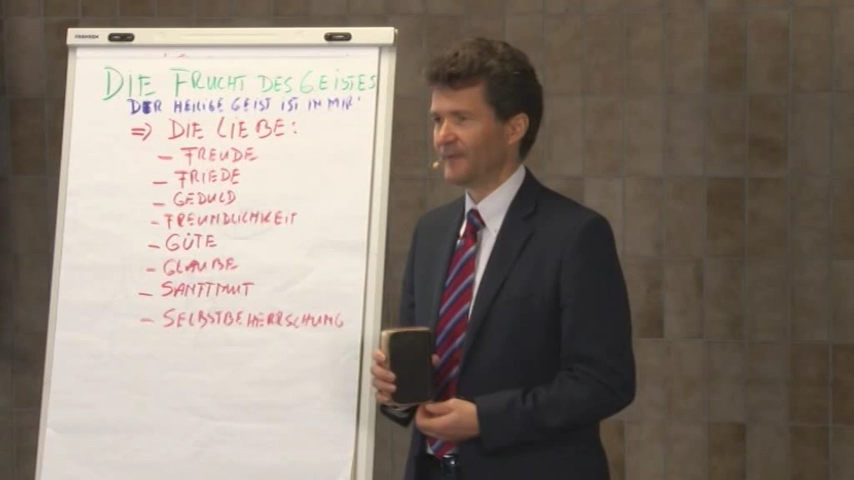 DIE FRUCHT DES GEISTES
DER HEILIGE GEIST IST IN MIR!
=> DIE LIEBE:
- FREUDE
- FRIEDE
- GEDULD
- FREUNDLICHKEIT
- GÜTE
- GLAUBE
- SANFTMUT
- SELBSTBEHERRSCHUNG